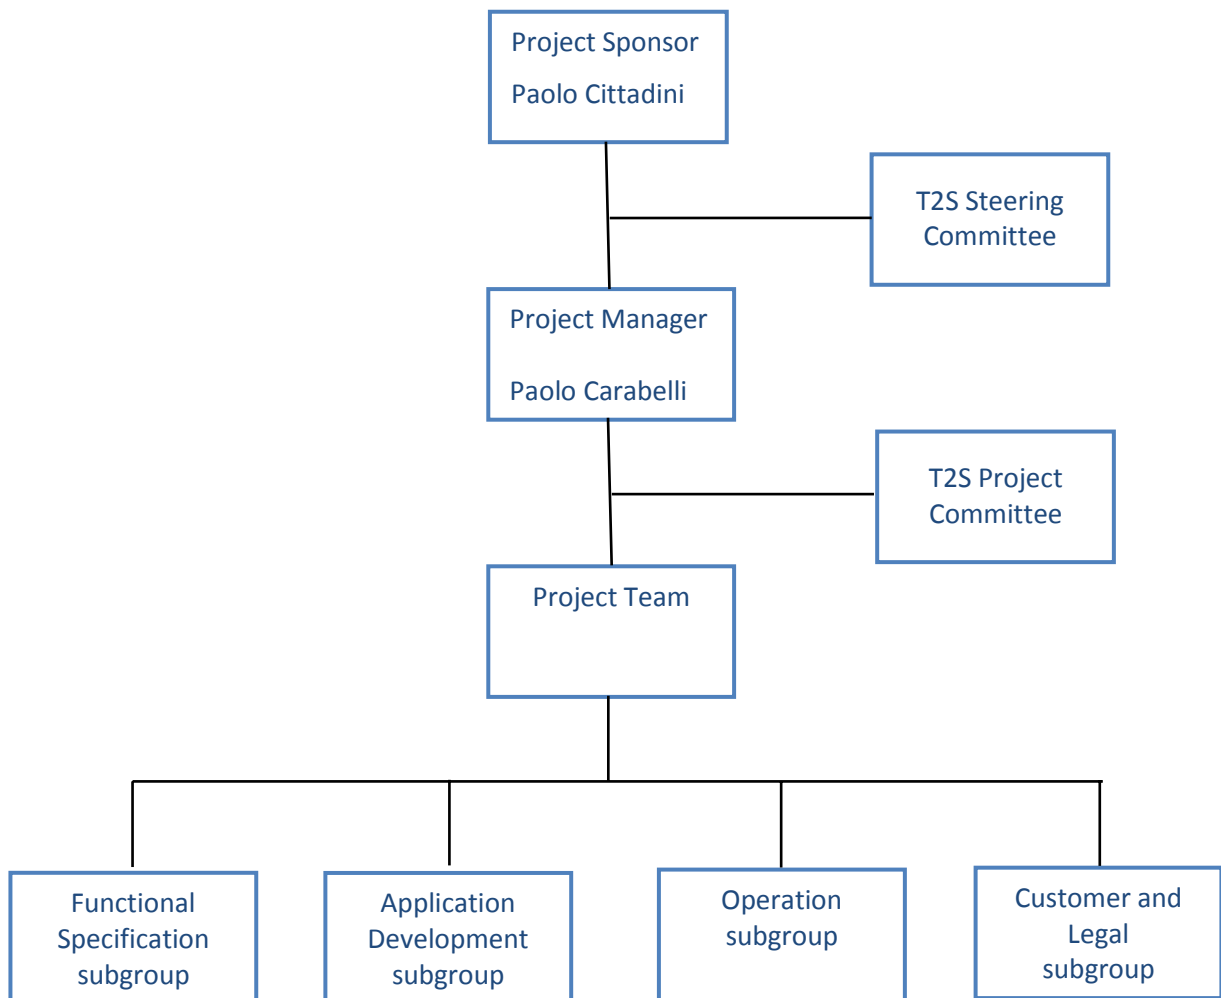 Project Sponsor
Paolo Cittadini
T2S Steering
Committee
Project Manager
Paolo Carabelli
T2S Project
Committee
Project Team
Functional
Specification
subgroup
Application
Development
subgroup
Operation
subgroup
Customer and
Legal
subgroup